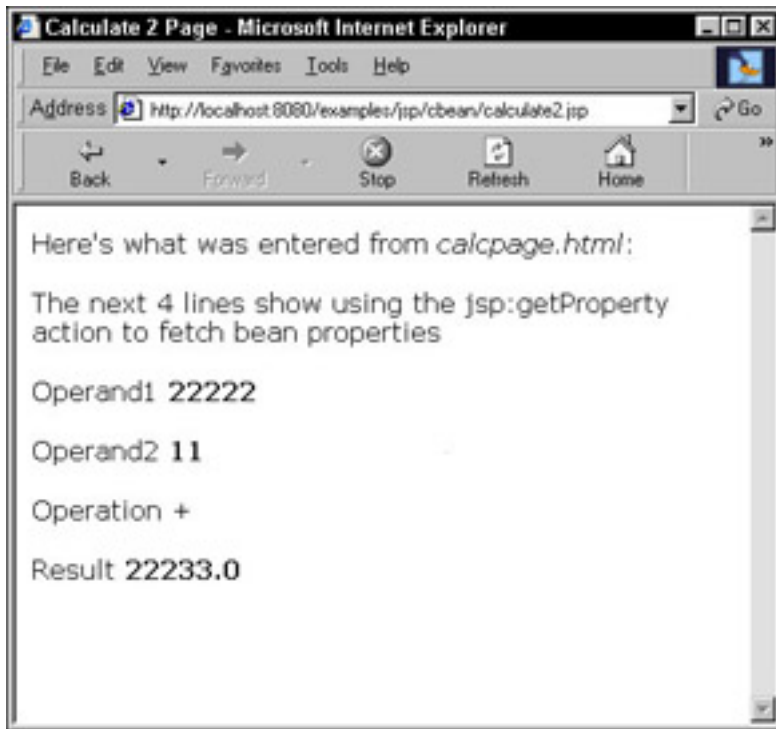 Calculate 2 Page - Microsoft Internet Explorer
File Edit View Favorites Tools Help
Address http://localhost:8080/examples/jsp/cbean/calculate2.jsp Go
Back Forward Stop Refresh Home »
Here's what was entered from calcpage.html:
The next 4 lines show using the jsp:getProperty
action to fetch bean properties
Operand1 22222
Operand2 11
Operation +
Result 22233.0